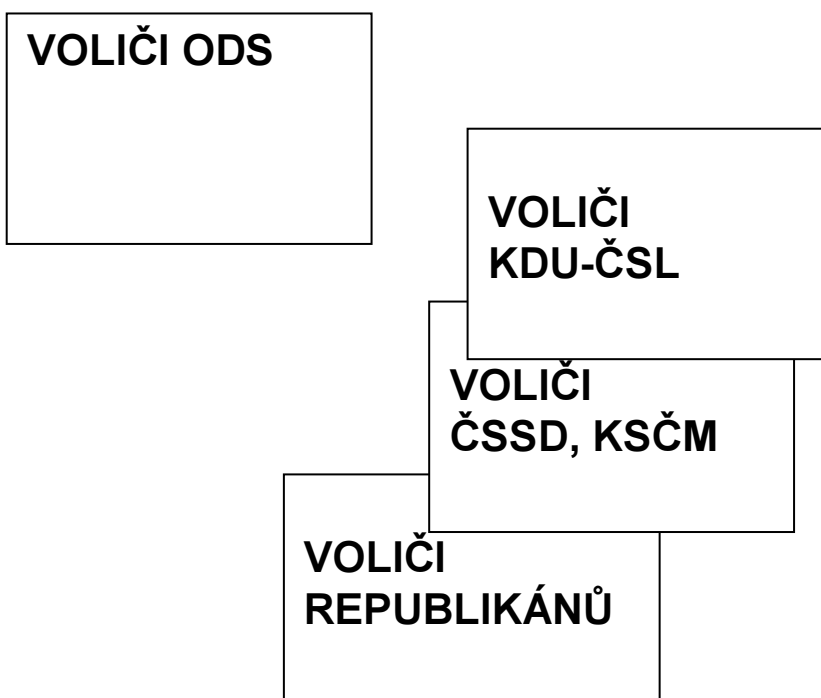 VOLIČI ODS
VOLIČI
KDU-ČSL
VOLIČI
ČSSD, KSČM
VOLIČI
REPUBLIKÁNŮ